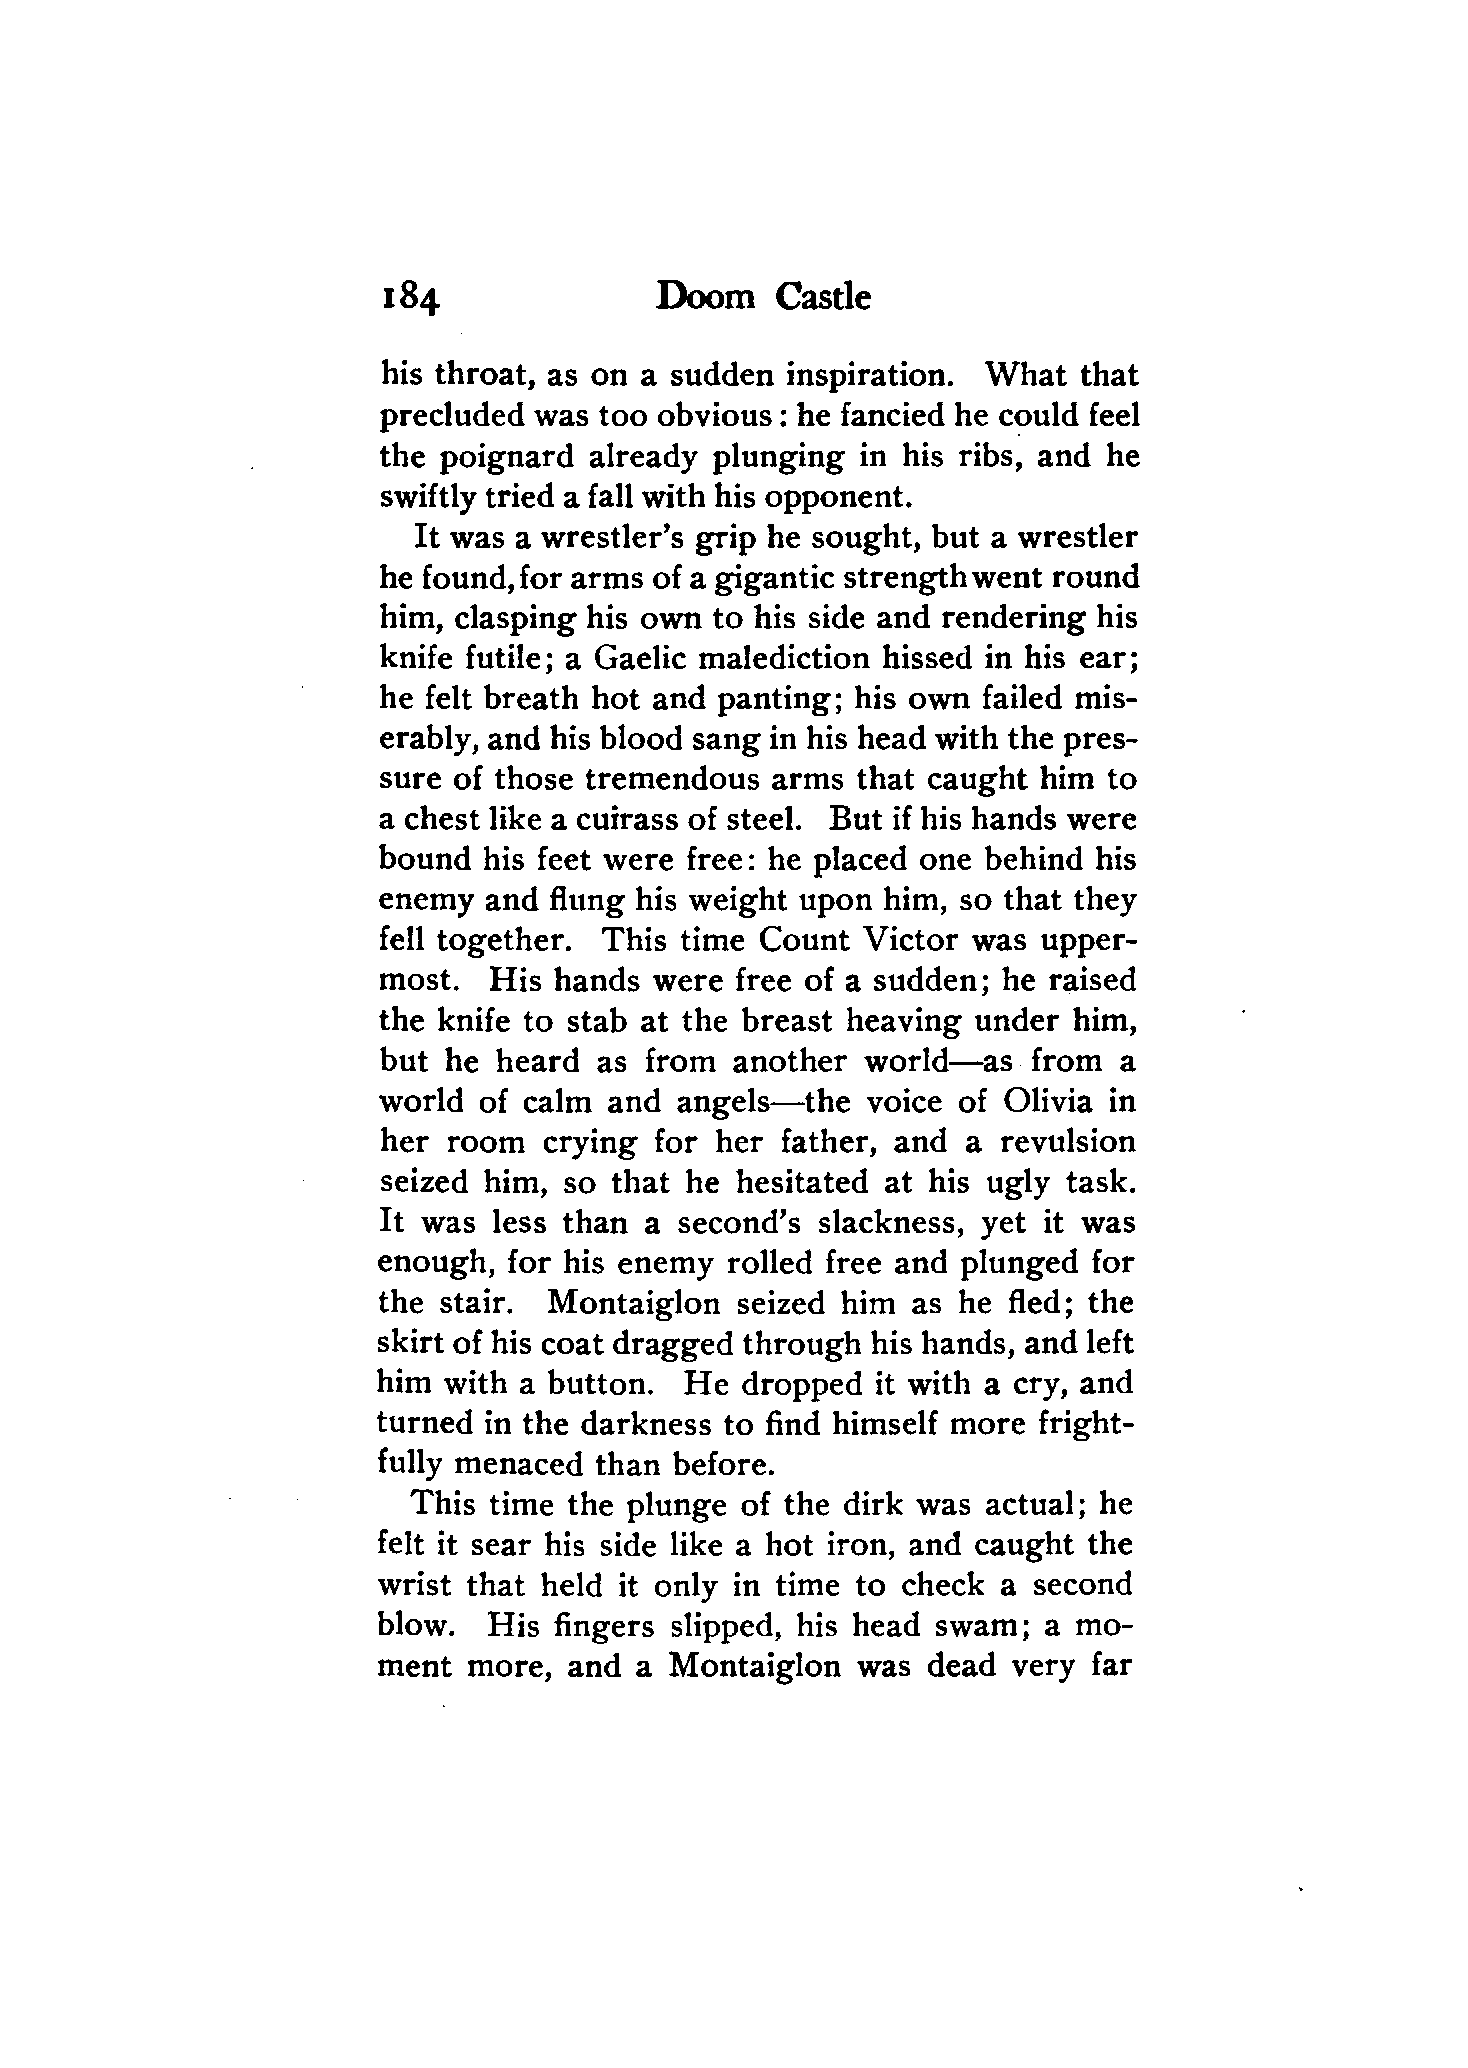 184 Doom Castle
his throat, as on a sudden inspiration. What that
precluded was too obvious : he fancied he could feel
the poignard already plunging in his ribs, and he
swiftly tried a fall with his opponent.
It was a wrestler's grip he sought, but a wrestler
he found, for arms of a gigantic strength went round
him, clasping his own to his side and rendering his
knife futile; a Gaelic malediction hissed in his ear;
he felt breath hot and panting; his own failed mis-
erably, and his blood sang in his head with the pres-
sure of those tremendous arms that caught him to
a chest like a cuirass of steel. But if his hands were
bound his feet were free: he placed one behind his
enemy and flung his weight upon him, so that they
fell together. This time Count Victor was upper-
most. His hands were free of a sudden; he raised
the knife to stab at the breast heaving under him,
but he heard as from another world—as from a
world of calm and angels—the voice of Olivia in
her room crying for her father, and a revulsion
seized him, so that he hesitated at his ugly task.
It was less than a second's slackness, yet it was
enough, for his enemy rolled free and plunged for
the stair. Montaiglon seized him as he fled; the
skirt of his coat dragged through his hands, and left
him with a button. He dropped it with a cry, and
turned in the darkness to find himself more fright-
fully menaced than before.
This time the plunge of the dirk was actual; he
felt it sear his side like a hot iron, and caught the
wrist that held it only in time to check a second
blow. His fingers slipped, his head swam; a mo-
ment more, and a Montaiglon was dead very far